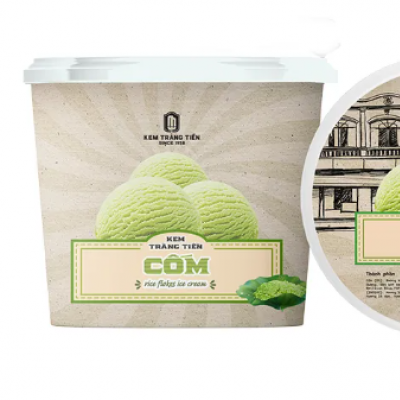 KEM TRÀNG TIỀN
SINCE 1958
KEM
TRÀNG TIỀN
CỐM
rice flakes ice cream
Thành phần